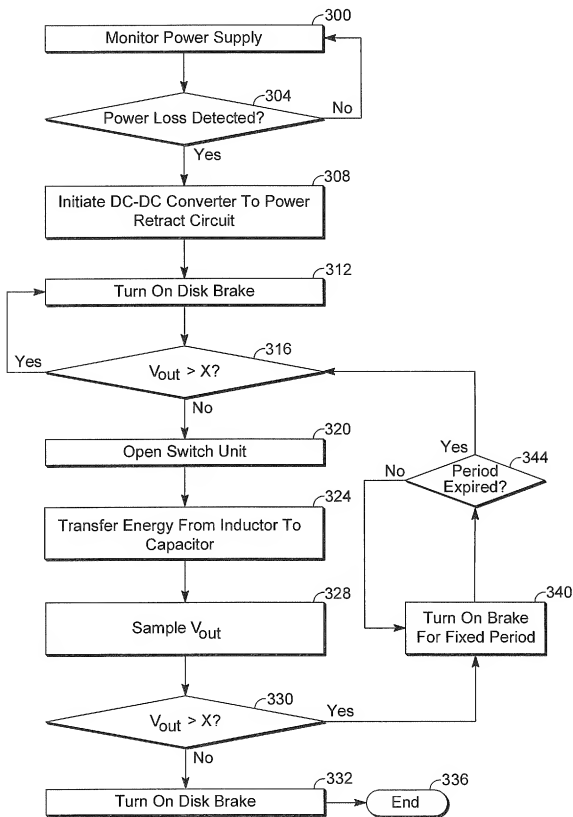 300
Monitor Power Supply
304
Power Loss Detected?
No
Yes
308
Initiate DC-DC Converter To Power
Retract Circuit
312
Turn On Disk Brake
316
Yes
Vout > X?
No
320
Open Switch Unit
Yes
344
No
Period
Expired?
324
Transfer Energy From Inductor To
Capacitor
328
Sample Vout
340
Turn On Brake
For Fixed Period
330
Vout > X?
Yes
No
332
Turn On Disk Brake
336
End